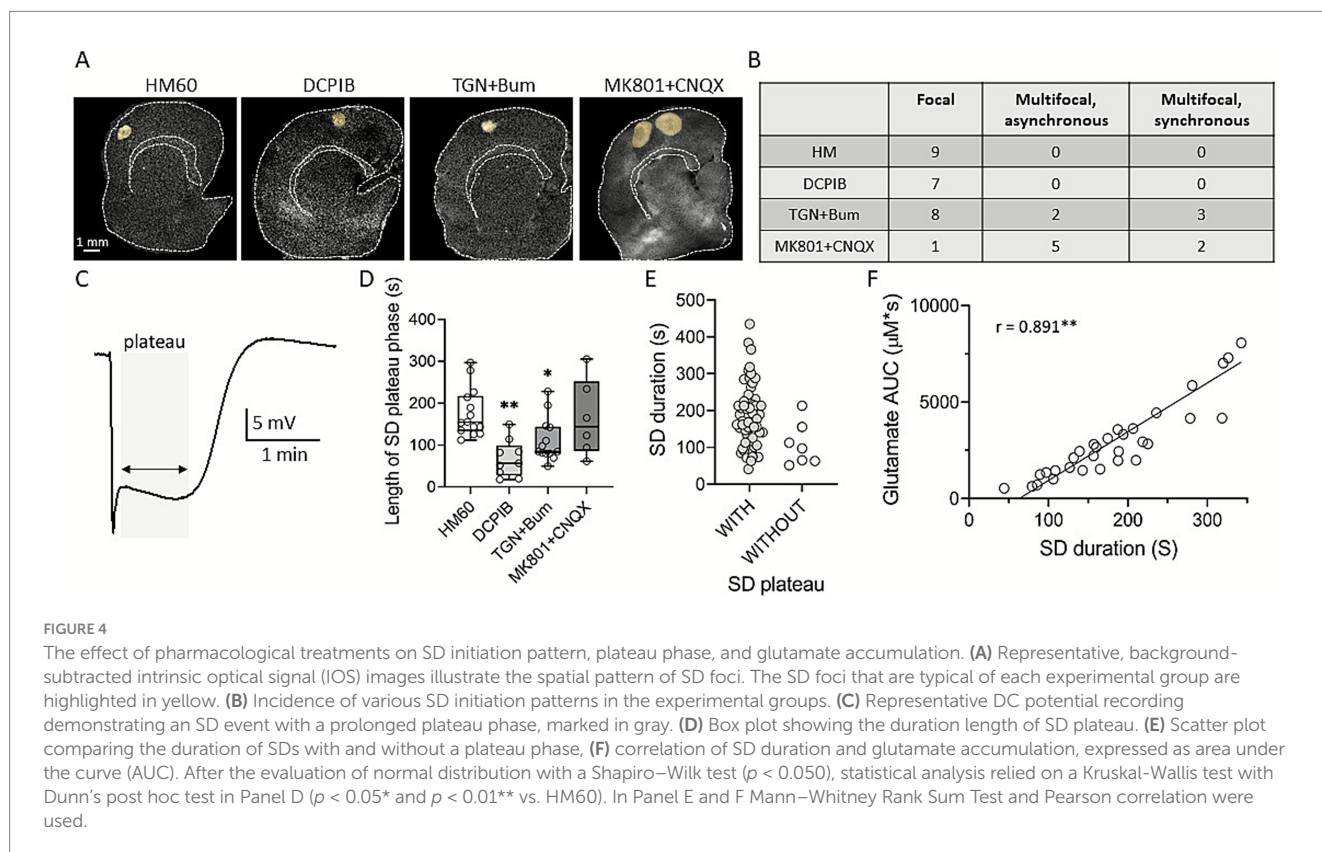 A
HM60
DCPIB
TGN+Bum
MK801+CNQX
1 mm
B
Focal
Multifocal,
asynchronous
Multifocal,
synchronous
HM 9 0 0
DCPIB 7 0 0
TGN+Bum 8 2 3
MK801+CNQX 1 5 2
C
plateau
5 mV
1 min
D
Length of SD plateau phase (s)
400
300
200
100
0
**
*
HM60
DCPIB
TGN+Bum
MK801+CNQX
E
SD duration (s)
500
400
300
200
100
0
WITH
WITHOUT
SD plateau
F
Glutamate AUC (μM*s)
10000
5000
0
r = 0.891**
0 100 200 300
SD duration (S)
FIGURE 4
The effect of pharmacological treatments on SD initiation pattern, plateau phase, and glutamate accumulation. (A) Representative, background-
subtracted intrinsic optical signal (IOS) images illustrate the spatial pattern of SD foci. The SD foci that are typical of each experimental group are
highlighted in yellow. (B) Incidence of various SD initiation patterns in the experimental groups. (C) Representative DC potential recording
demonstrating an SD event with a prolonged plateau phase, marked in gray. (D) Box plot showing the duration length of SD plateau. (E) Scatter plot
comparing the duration of SDs with and without a plateau phase, (F) correlation of SD duration and glutamate accumulation, expressed as area under
the curve (AUC). After the evaluation of normal distribution with a Shapiro–Wilk test (p < 0.050), statistical analysis relied on a Kruskal-Wallis test with
Dunn's post hoc test in Panel D (p < 0.05* and p < 0.01** vs. HM60). In Panel E and F Mann–Whitney Rank Sum Test and Pearson correlation were
used.